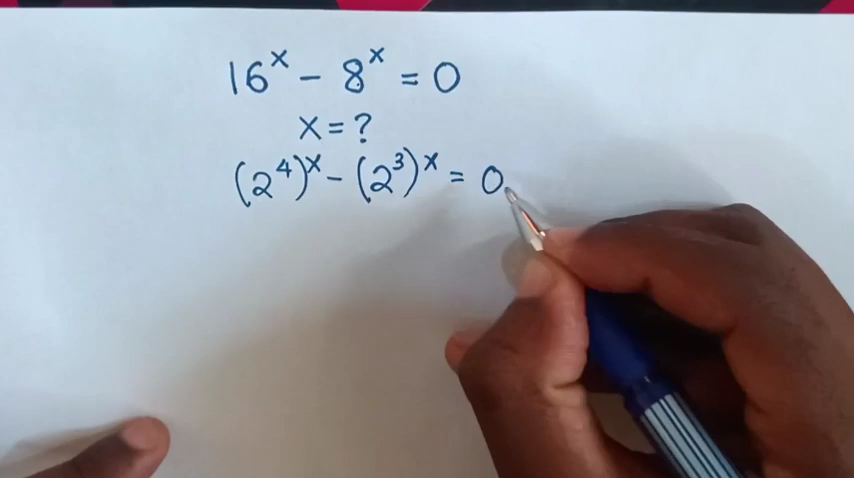 16^x - 8^x = 0
x = ?
(2^4)^x - (2^3)^x = 0